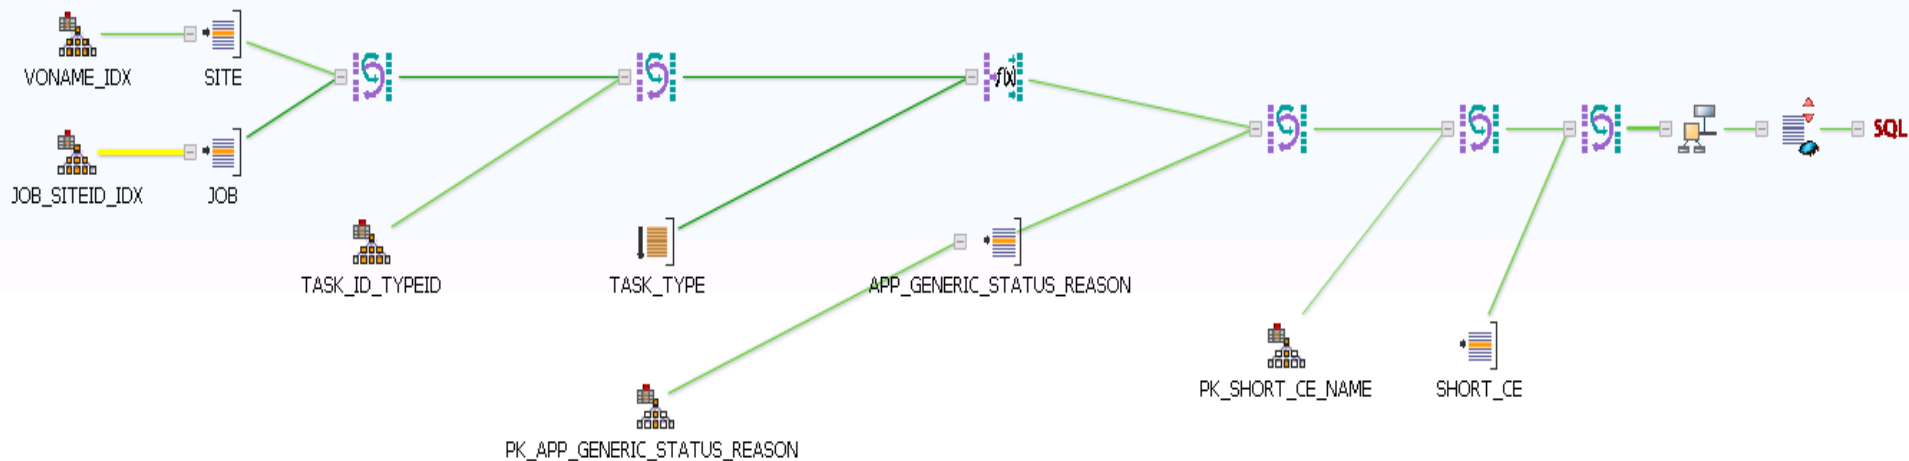 VONAME_IDX
SITE
f(x)
SQL
JOB_SITEID_IDX
JOB
TASK_ID_TYPEID
TASK_TYPE
APP_GENERIC_STATUS_REASON
PK_SHORT_CE_NAME
SHORT_CE
PK_APP_GENERIC_STATUS_REASON